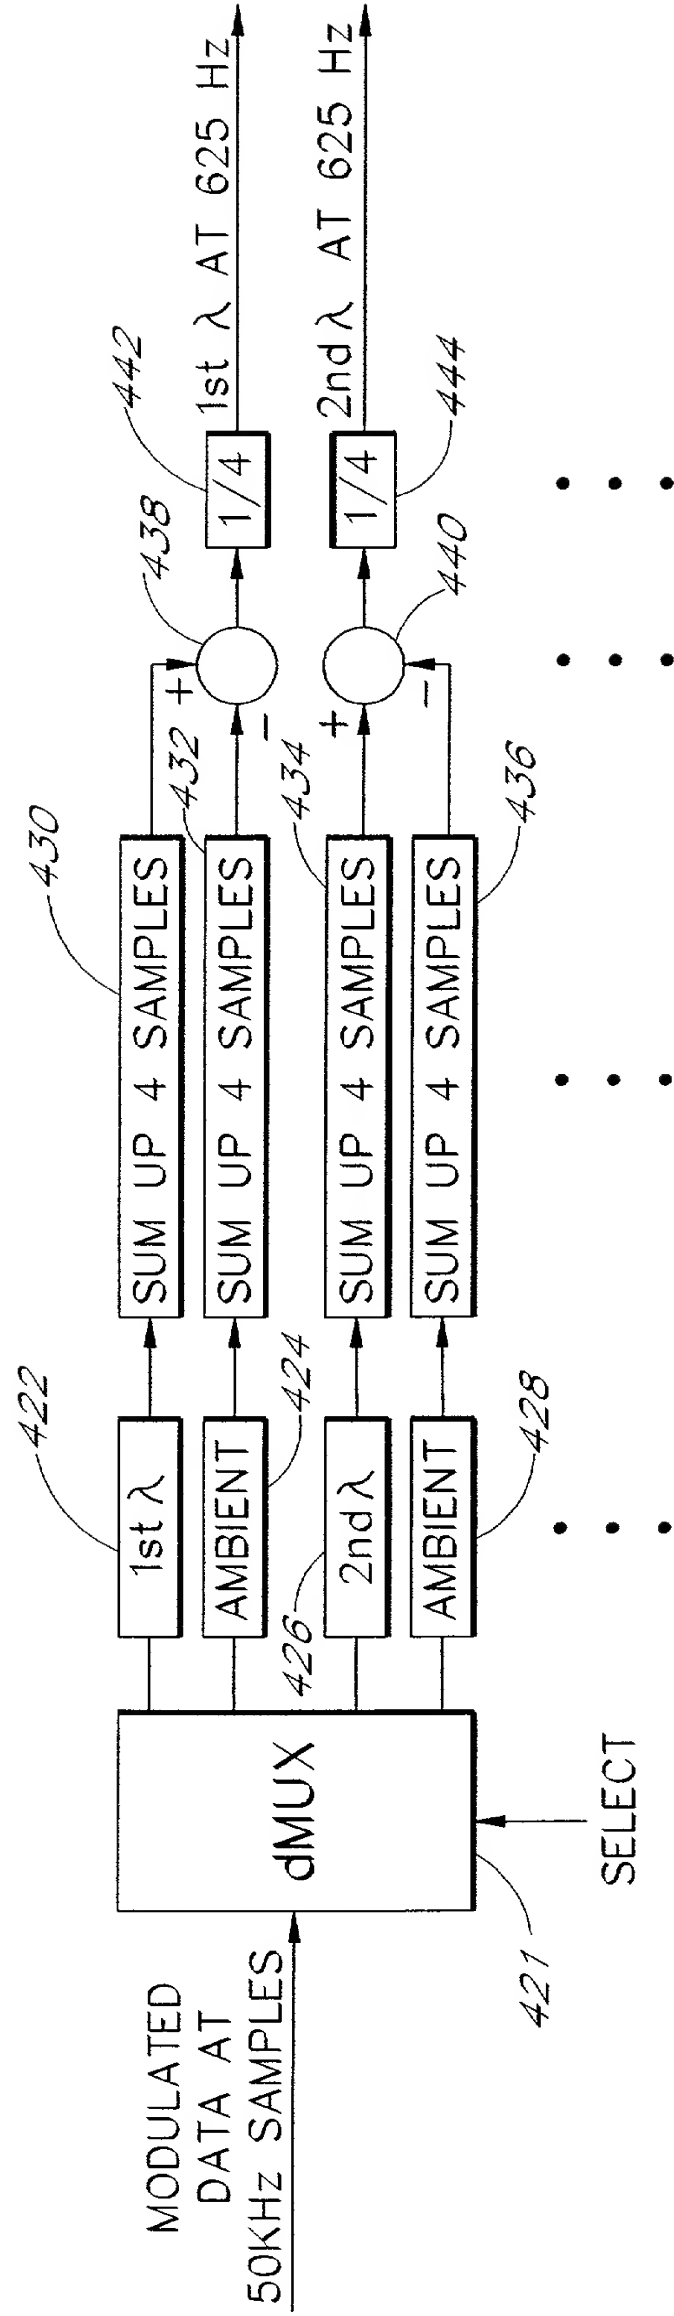 MODULATED
DATA AT
50KHz SAMPLES
dMUX
421
SELECT
422
1st λ
AMBIENT
424
426
2nd λ
AMBIENT
428
430
SUM UP 4 SAMPLES
432
SUM UP 4 SAMPLES
434
SUM UP 4 SAMPLES
436
SUM UP 4 SAMPLES
+
-
438
+
-
440
442
1/4
1st λ AT 625 Hz
1/4
444
2nd λ AT 625 Hz